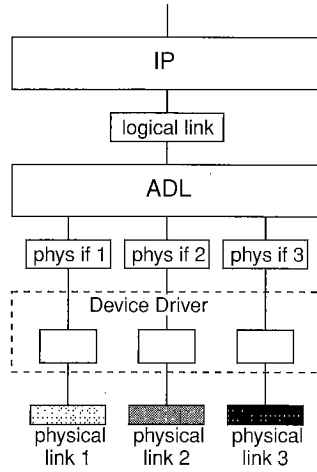 IP
logical link
ADL
phys if 1
phys if 2
phys if 3
Device Driver
physical link 1
physical link 2
physical link 3